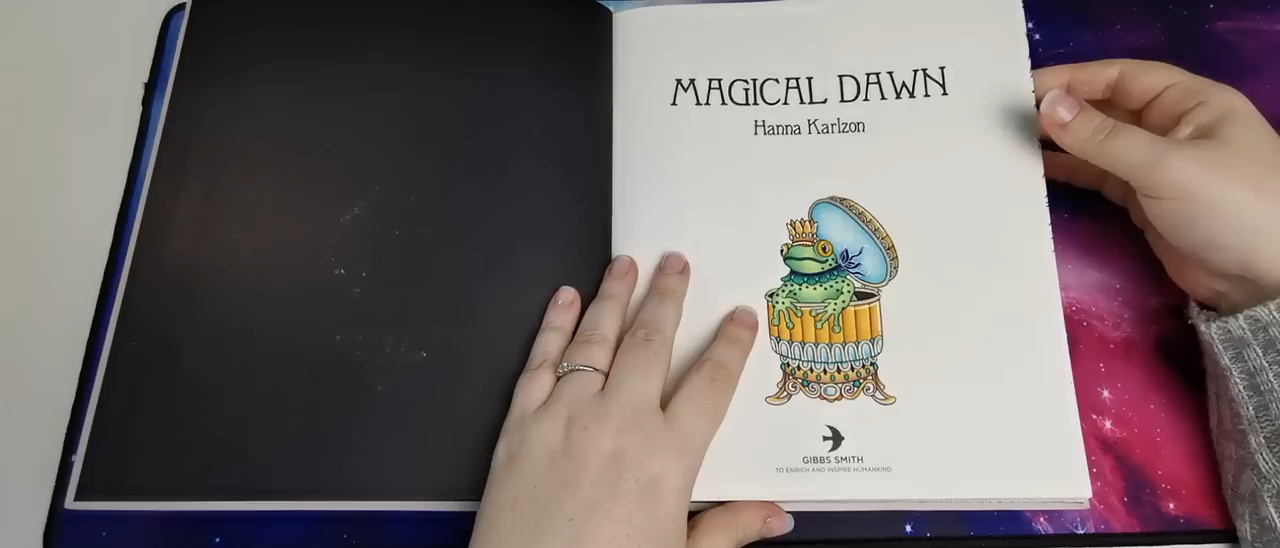 MAGICAL DAWN
Hanna Karlzon
GIBBS SMITH
TO ENRICH AND INSPIRE HUMANKIND